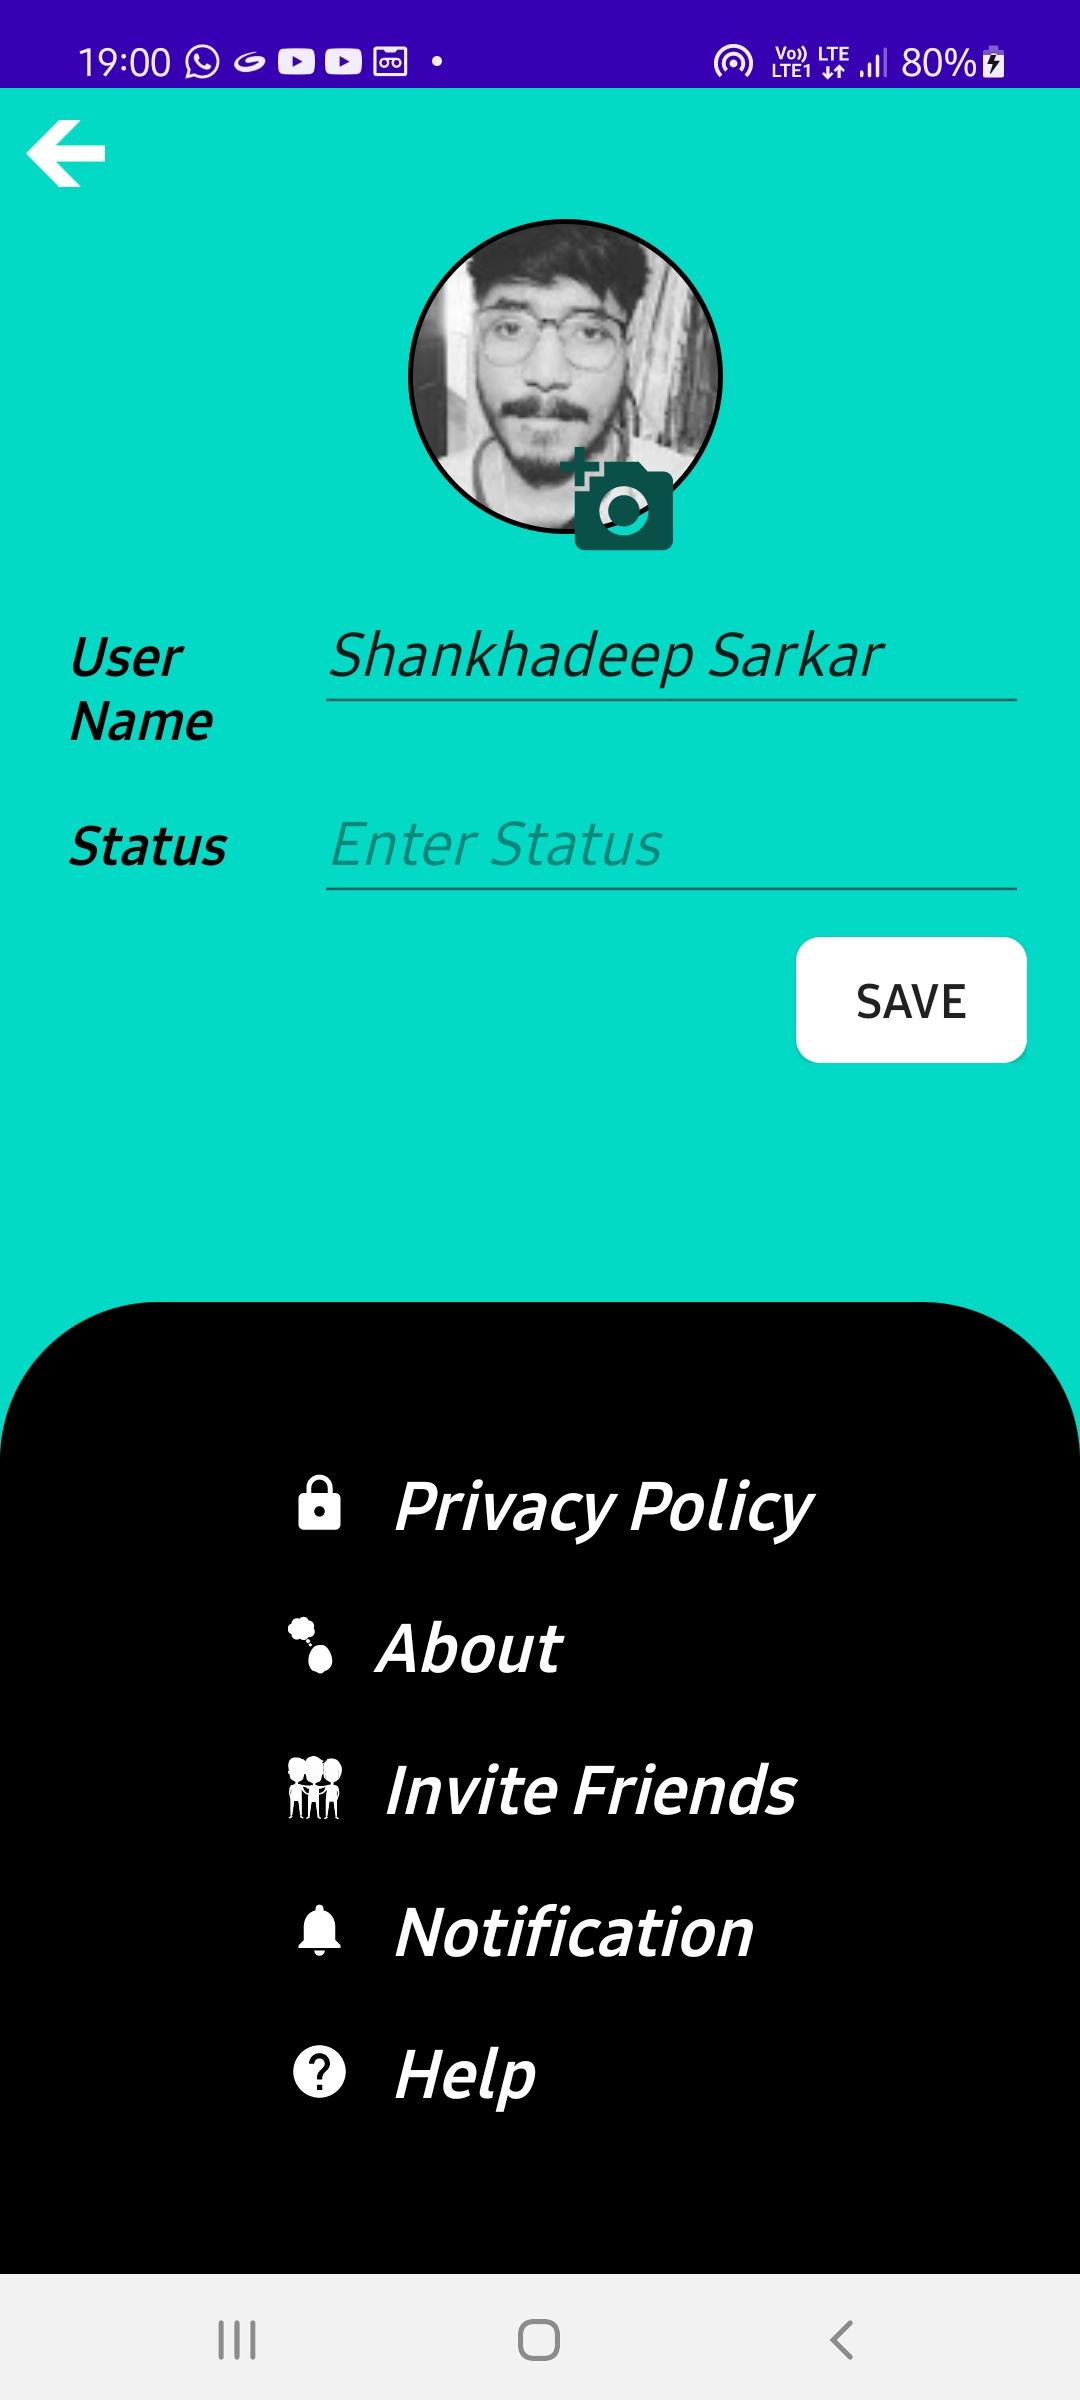 19:00 Vo)) LTE1 LTE 80%
User Name
Shankhadeep Sarkar
Status
Enter Status
SAVE
Privacy Policy
About
Invite Friends
Notification
Help